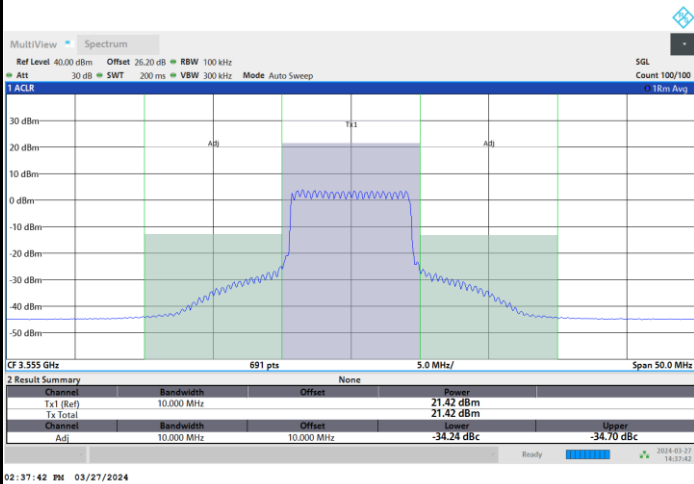 MultiView Spectrum
Ref Level 40.00 dBm Offset 26.20 dB RBW 100 kHz SGL
Att 30 dB SWT 200 ms VBW 300 kHz Mode Auto Sweep Count 100/100
1 ACLR 1Rm Avg
30 dBm
Tx1
20 dBm
Adj Adj
10 dBm
0 dBm
-10 dBm
-20 dBm
-30 dBm
-40 dBm
-50 dBm
CF 3.555 GHz 691 pts 5.0 MHz/ Span 50.0 MHz
2 Result Summary None
Channel Bandwidth Offset Power
Tx1 (Ref) 10.000 MHz 21.42 dBm
Tx Total 21.42 dBm
Channel Bandwidth Offset Lower Upper
Adj 10.000 MHz 10.000 MHz -34.24 dBc -34.70 dBc
Ready 2024-03-27
14:37:42
02:37:42 PM 03/27/2024